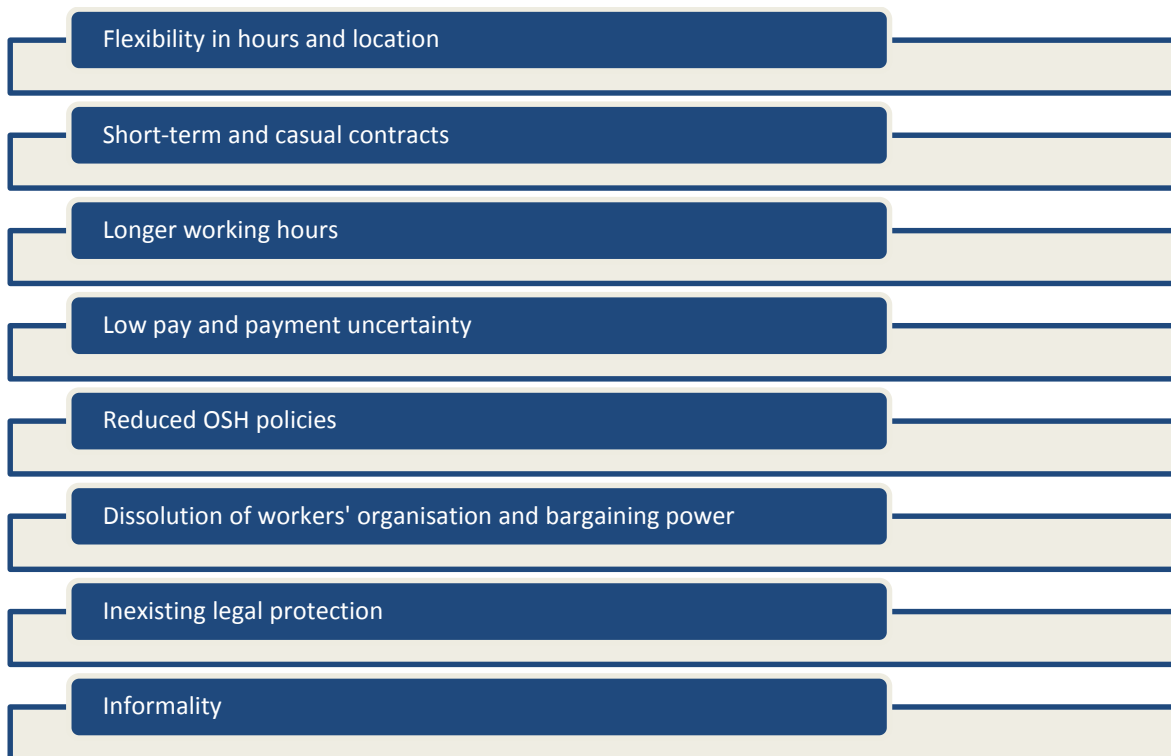 Flexibility in hours and location
Short-term and casual contracts
Longer working hours
Low pay and payment uncertainty
Reduced OSH policies
Dissolution of workers' organisation and bargaining power
Inexisting legal protection
Informality